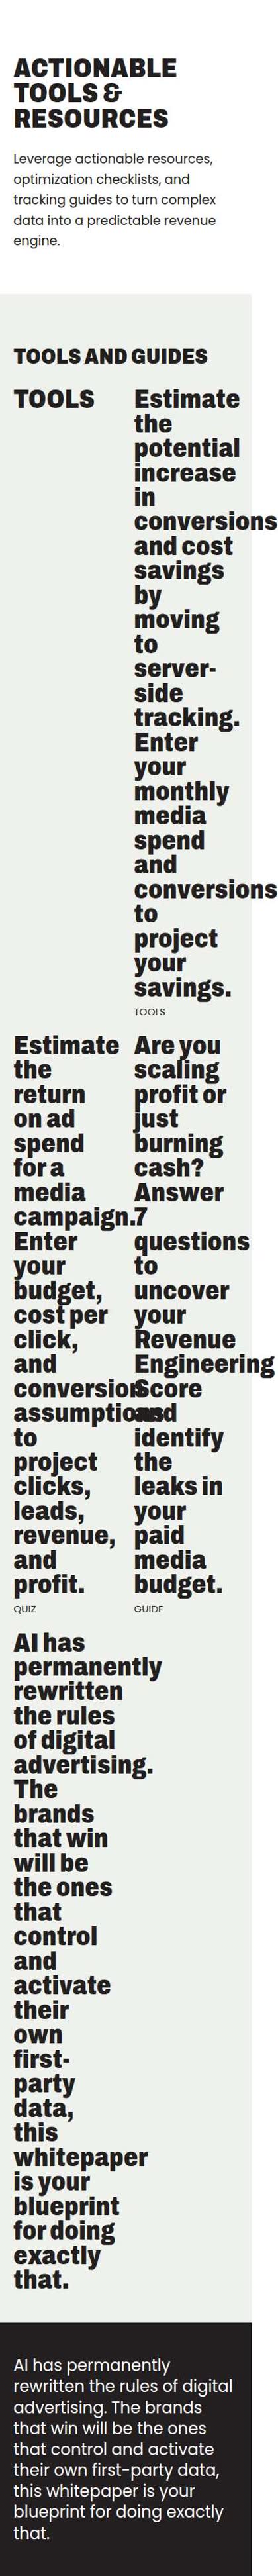 ACTIONABLE
TOOLS &
RESOURCES
Leverage actionable resources,
optimization checklists, and
tracking guides to turn complex
data into a predictable revenue
engine.
TOOLS AND GUIDES
TOOLS
Estimate
the
potential
increase
in
conversions
and cost
savings
by
moving
to
server-
side
tracking.
Enter
your
monthly
media
spend
and
conversions
to
project
your
savings.
TOOLS
Estimate
the
return
on ad
spend
for a
media
campaign.
Enter
your
budget,
cost per
click,
and
conversion
assumptions
to
project
clicks,
leads,
revenue,
and
profit.
QUIZ
Are you
scaling
profit or
just
burning
cash?
Answer
7
questions
to
uncover
your
Revenue
Engineering
Score
and
identify
the
leaks in
your
paid
media
budget.
GUIDE
AI has
permanently
rewritten
the rules
of digital
advertising.
The
brands
that win
will be
the ones
that
control
and
activate
their
own
first-
party
data,
this
whitepaper
is your
blueprint
for doing
exactly
that.
AI has permanently
rewritten the rules of digital
advertising. The brands
that win will be the ones
that control and activate
their own first-party data,
this whitepaper is your
blueprint for doing exactly
that.